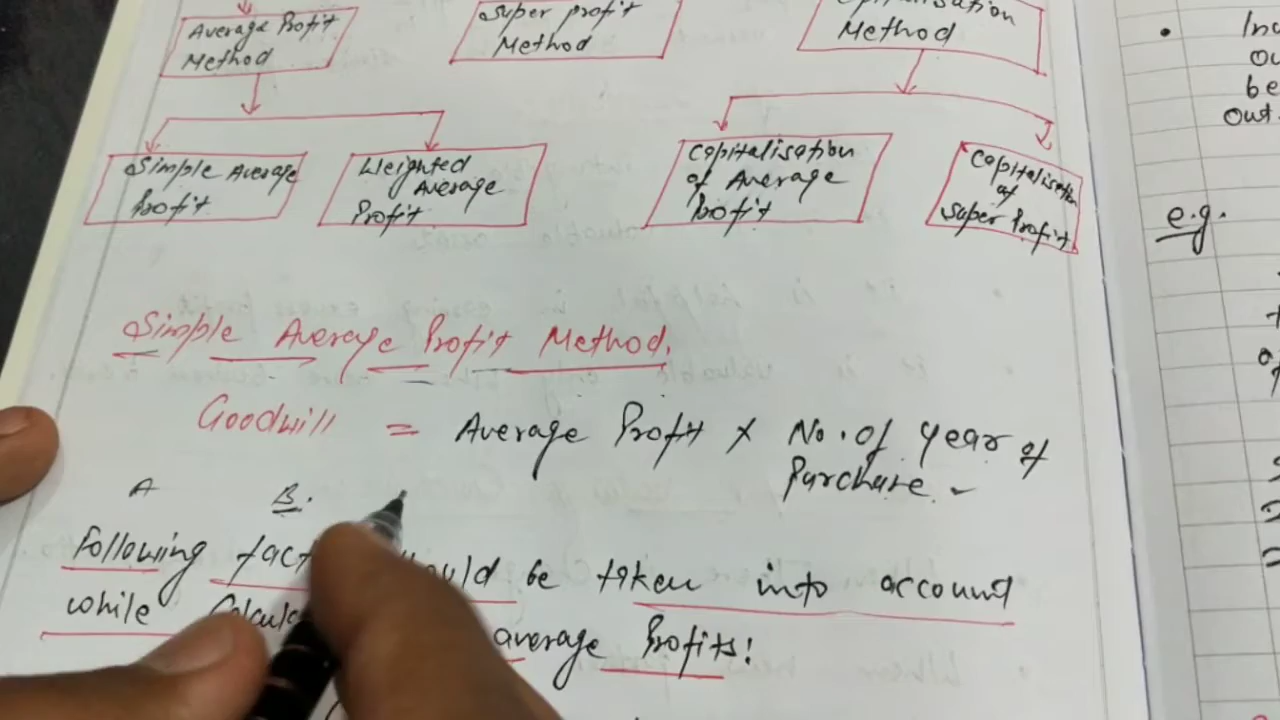 Average Profit
Method
Super profit
Method
Method
Simple Average
Profit
Weighted
Average
Profit
Capitalisation
of Average
Profit
Capitalisation
of
Super Profit
Simple Average Profit Method.
Goodwill = Average Profit × No. of Year of
Purchase
A B.
Following be taken into account
while average Profits:
e.g.
out.